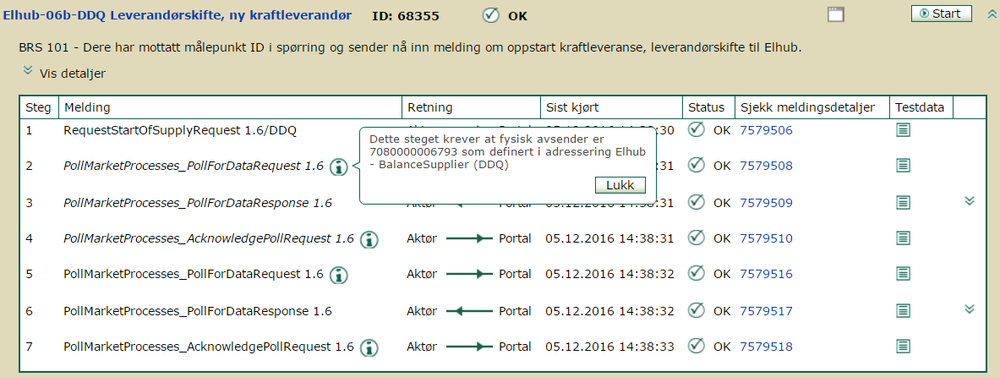 Elhub-06b-DDQ Leverandørskifte, ny kraftleverandør ID: 68355 OK Start
BRS 101 - Dere har mottatt målepunkt ID i spørring og sender nå inn melding om oppstart kraftleveranse, leverandørskifte til Elhub.
Vis detaljer
Steg Melding Retning Sist kjørt Status Sjekk meldingsdetaljer Testdata
1 RequestStartOfSupplyRequest 1.6/DDQ :30 OK 7579506
Dette steget krever at fysisk avsender er
7080000006793 som definert i adressering Elhub
- BalanceSupplier (DDQ)
Lukk
2 PollMarketProcesses_PollForDataRequest 1.6 :31 OK 7579508
3 PollMarketProcesses_PollForDataResponse 1.6 Aktør Portal 05.12.2016 14:38:31 OK 7579509
4 PollMarketProcesses_AcknowledgePollRequest 1.6 Aktør Portal 05.12.2016 14:38:31 OK 7579510
5 PollMarketProcesses_PollForDataRequest 1.6 Aktør Portal 05.12.2016 14:38:32 OK 7579516
6 PollMarketProcesses_PollForDataResponse 1.6 Aktør Portal 05.12.2016 14:38:32 OK 7579517
7 PollMarketProcesses_AcknowledgePollRequest 1.6 Aktør Portal 05.12.2016 14:38:33 OK 7579518